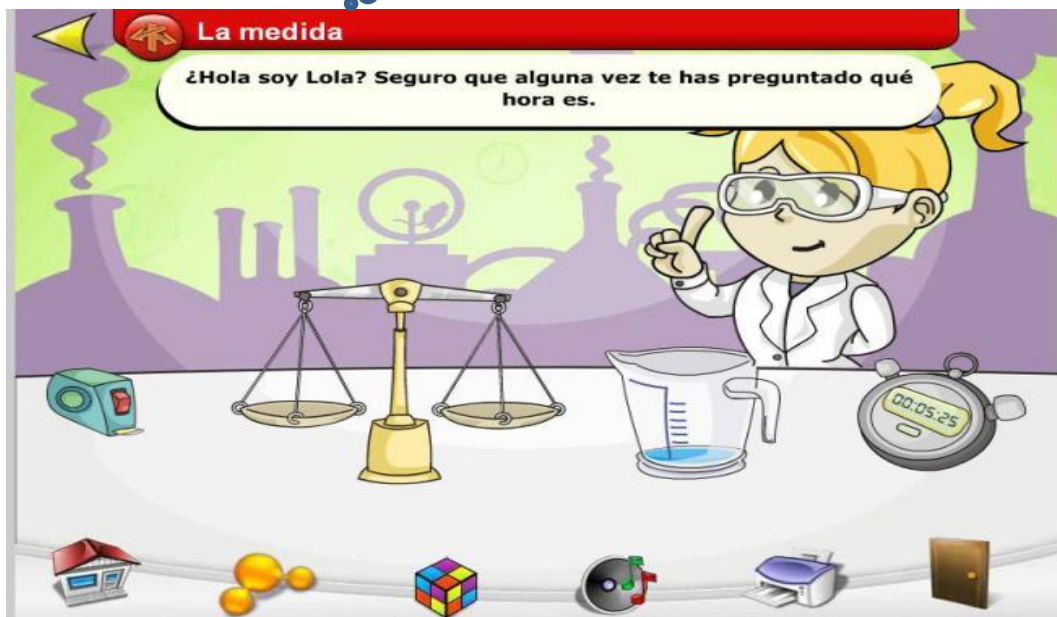 La medida
¿Hola soy Lola? Seguro que alguna vez te has preguntado qué
hora es.
00:05:25